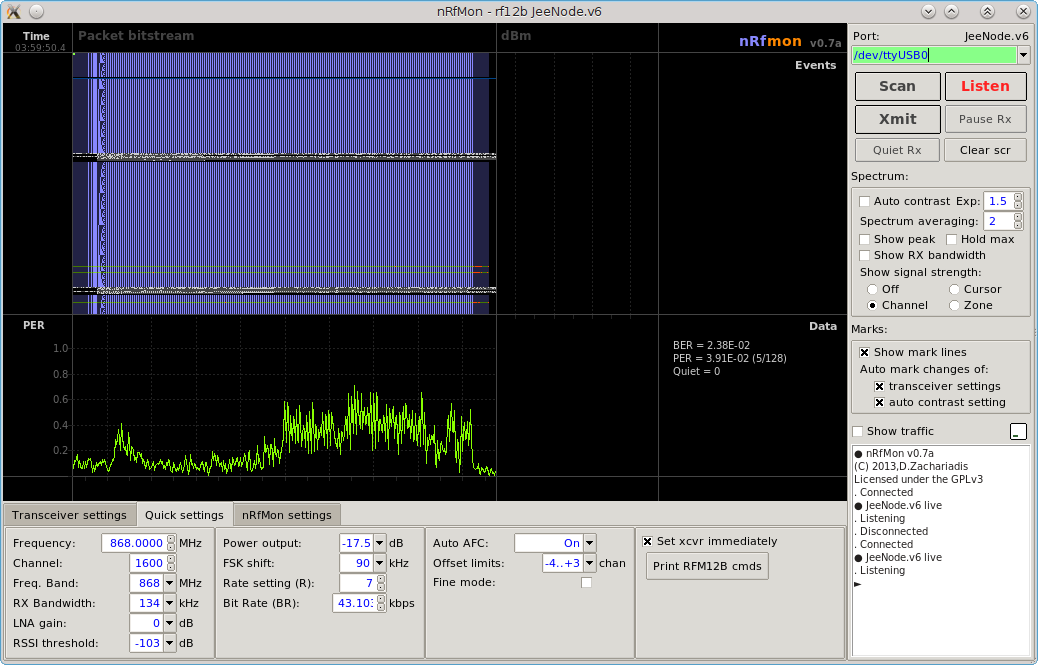 nRfMon - rf12b JeeNode.v6
Time
03:59:50.4
Packet bitstream
dBm
nRfmon v0.7a
Events
PER
1.0
0.8
0.6
0.4
0.2
Data
BER = 2.38E-02
PER = 3.91E-02 (5/128)
Quiet = 0
Port: JeeNode.v6
/dev/ttyUSB0
Scan Listen
Xmit Pause Rx
Quiet Rx Clear scr
Spectrum:
Auto contrast Exp: 1.5
Spectrum averaging: 2
Show peak Hold max
Show RX bandwidth
Show signal strength:
Off Cursor
Channel Zone
Marks:
Show mark lines
Auto mark changes of:
transceiver settings
auto contrast setting
Show traffic
● nRfMon v0.7a
(C) 2013,D.Zachariadis
Licensed under the GPLv3
. Connected
● JeeNode.v6 live
. Listening
. Disconnected
. Connected
● JeeNode.v6 live
. Listening
►
Transceiver settings Quick settings nRfMon settings
Frequency: 868.0000 MHz
Channel: 1600
Freq. Band: 868 MHz
RX Bandwidth: 134 kHz
LNA gain: 0 dB
RSSI threshold: -103 dB
Power output: -17.5 dB
FSK shift: 90 kHz
Rate setting (R): 7
Bit Rate (BR): 43.103 kbps
Auto AFC: On
Offset limits: -4..+3 chan
Fine mode:
Set xcvr immediately
Print RFM12B cmds